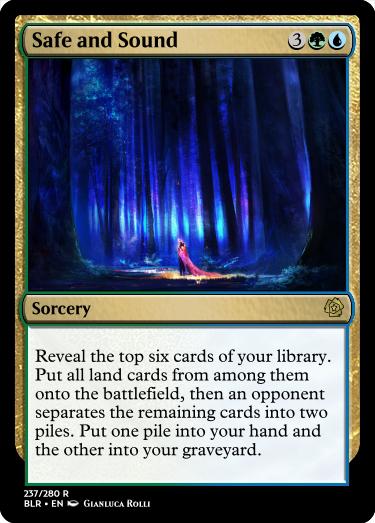 Safe and Sound 3
Sorcery
Reveal the top six cards of your library.
Put all land cards from among them
onto the battlefield, then an opponent
separates the remaining cards into two
piles. Put one pile into your hand and
the other into your graveyard.
237/280 R
BLR • EN Gianluca Rolli